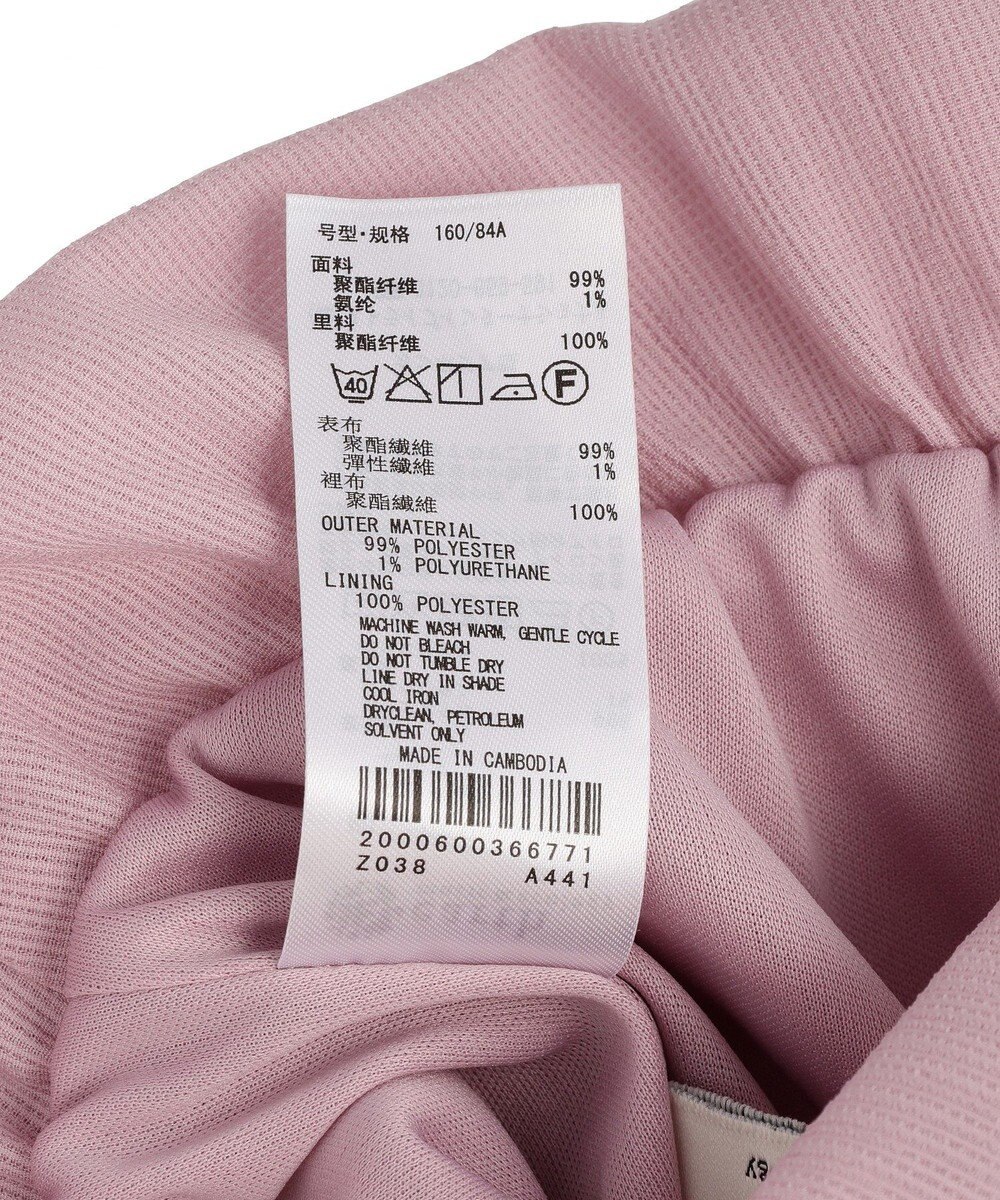 号型·规格 160/84A
面料
聚酯纤维 99%
氨纶 1%
里料
聚酯纤维 100%
40 F
表布
聚酯纖維 99%
彈性纖維 1%
裡布
聚酯纖維 100%
OUTER MATERIAL
99% POLYESTER
1% POLYURETHANE
LINING
100% POLYESTER
MACHINE WASH WARM, GENTLE CYCLE
DO NOT BLEACH
DO NOT TUMBLE DRY
LINE DRY IN SHADE
COOL IRON
DRYCLEAN, PETROLEUM
SOLVENT ONLY
MADE IN CAMBODIA
2000600366771
Z038 A441